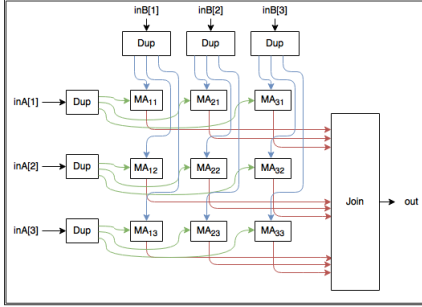 inB[1] inB[2] inB[3]
Dup Dup Dup
inA[1] Dup MA11 MA21 MA31
inA[2] Dup MA12 MA22 MA32
Join out
inA[3] Dup MA13 MA23 MA33